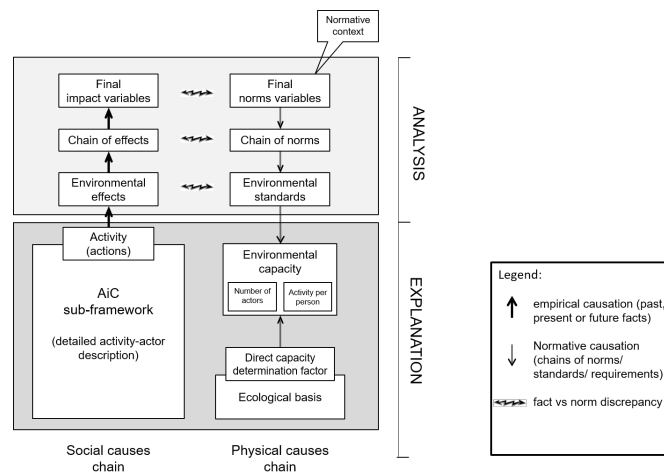 Normative
context
Final
impact variables
Final
norms variables
Chain of effects
Chain of norms
Environmental
effects
Environmental
standards
ANALYSIS
Activity
(actions)
AiC
sub-framework
(detailed activity-actor
description)
Environmental
capacity
Number of
actors
Activity per
person
Direct capacity
determination factor
Ecological basis
EXPLANATION
Social causes
chain
Physical causes
chain
Legend:
empirical causation (past,
present or future facts)
Normative causation
(chains of norms/
standards/ requirements)
fact vs norm discrepancy